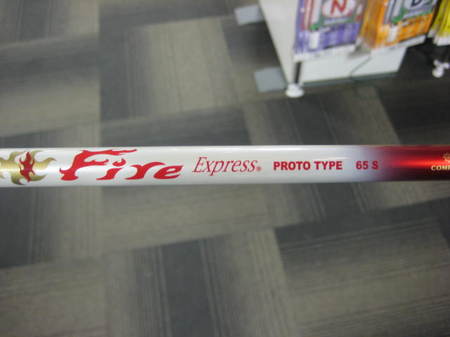 N
Fire Express® PROTO TYPE 65 S